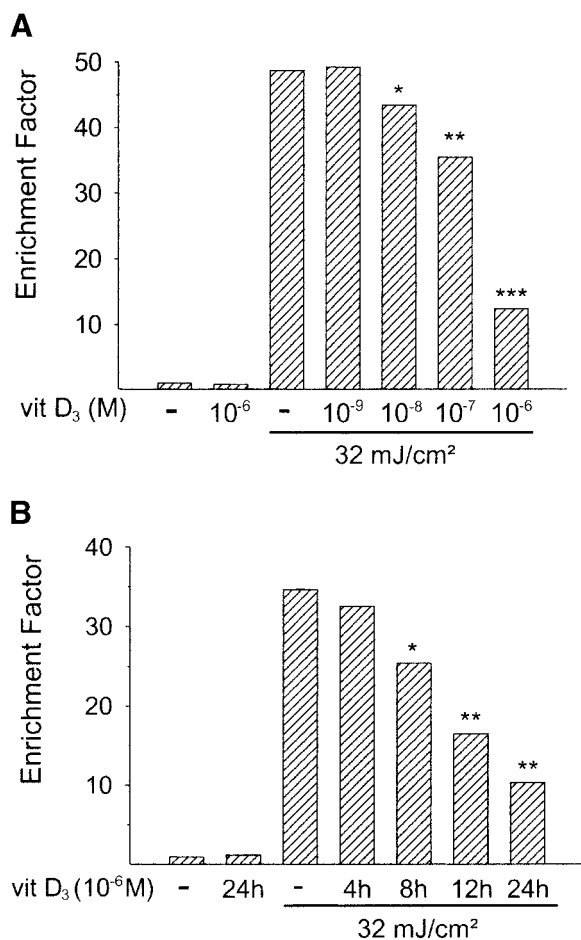 A
Enrichment Factor
50
40
30
20
10
*
**
***
vit D₃ (M) - 10⁻⁶ - 10⁻⁹ 10⁻⁸ 10⁻⁷ 10⁻⁶
32 mJ/cm²
B
Enrichment Factor
40
30
20
10
*
**
**
vit D₃ (10⁻⁶M) - 24h - 4h 8h 12h 24h
32 mJ/cm²